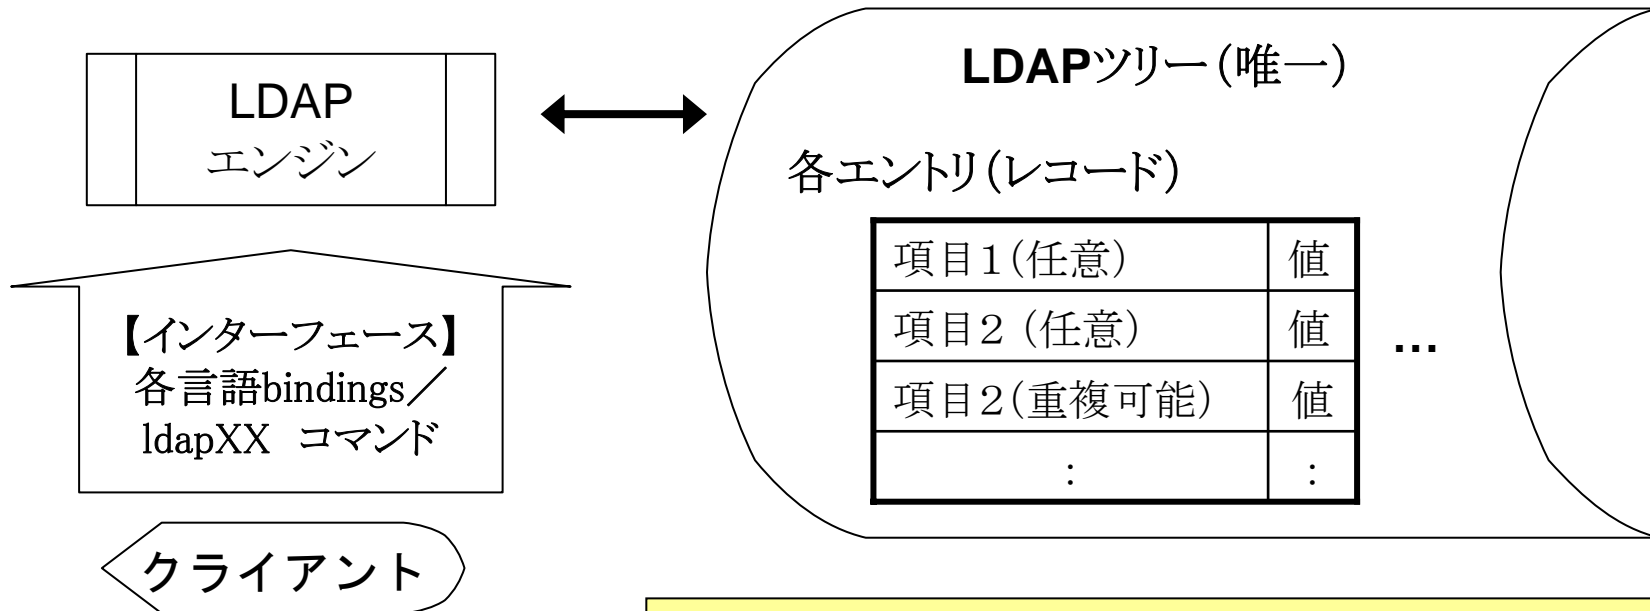 LDAP
エンジン
【インターフェース】
各言語bindings／
ldapXX　コマンド
クライアント
LDAPツリー(唯一)
各エントリ(レコード)
項目１(任意) 値
項目２ (任意) 値
項目２(重複可能) 値
： ：
…